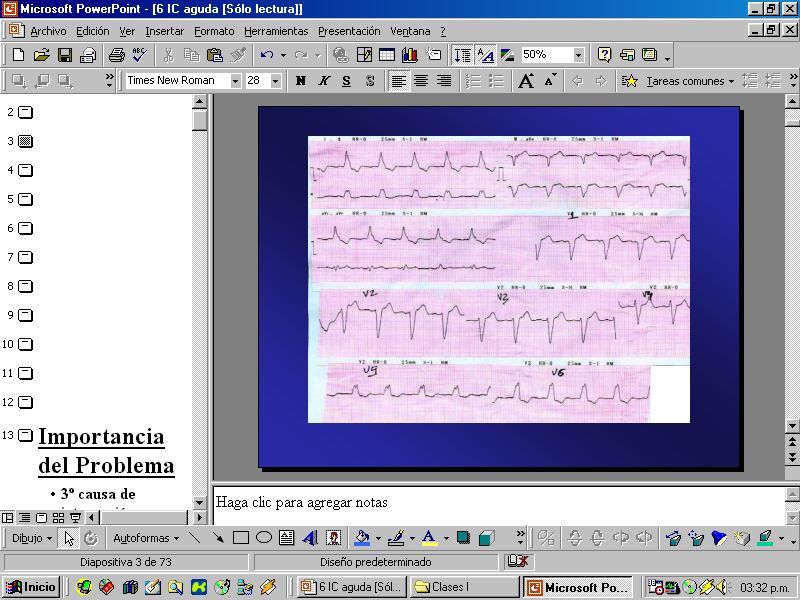 Microsoft PowerPoint - [6 IC aguda [Sólo lectura]]
Archivo Edición Ver Insertar Formato Herramientas Presentación Ventana ?
50%
Times New Roman 28 N K S S Tareas comunes
2
3
4
5
6
7
8
9
10
11
12
13 Importancia
del Problema
• 3º causa de
V1
V2 V3 V4
V5 V6
Haga clic para agregar notas
Dibujo Autoformas
Diapositiva 3 de 73 Diseño predeterminado
Inicio 6 IC aguda [Sól... Clases I Microsoft Po... 03:32 p.m.